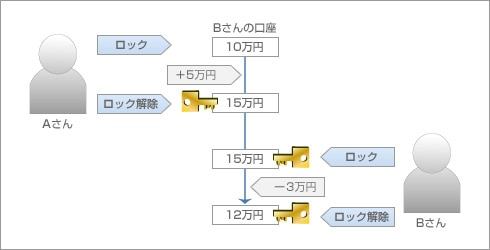 Bさんの口座
ロック
10万円
+5万円
ロック解除
15万円
Aさん
15万円
ロック
−3万円
12万円
ロック解除
Bさん